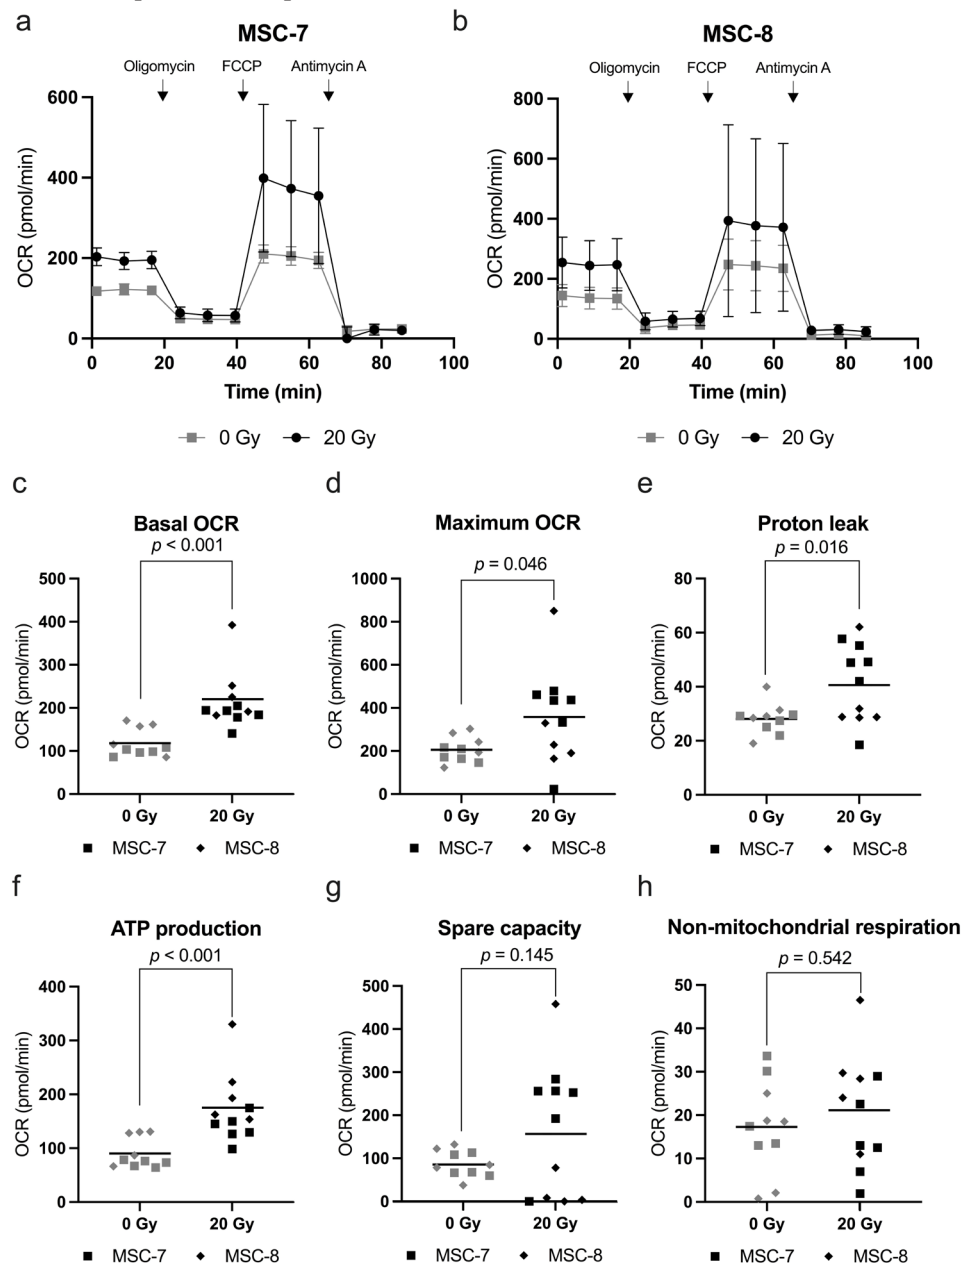 a
MSC-7
Oligomycin FCCP Antimycin A
OCR (pmol/min)
600
400
200
0
0 20 40 60 80 100
Time (min)
0 Gy 20 Gy
b
MSC-8
Oligomycin FCCP Antimycin A
OCR (pmol/min)
800
600
400
200
0
0 20 40 60 80 100
Time (min)
0 Gy 20 Gy
c
Basal OCR
p < 0.001
OCR (pmol/min)
500
400
300
200
100
0
0 Gy 20 Gy
MSC-7 MSC-8
d
Maximum OCR
p = 0.046
OCR (pmol/min)
1000
800
600
400
200
0
0 Gy 20 Gy
MSC-7 MSC-8
e
Proton leak
p = 0.016
OCR (pmol/min)
80
60
40
20
0
0 Gy 20 Gy
MSC-7 MSC-8
f
ATP production
p < 0.001
OCR (pmol/min)
400
300
200
100
0
0 Gy 20 Gy
MSC-7 MSC-8
g
Spare capacity
p = 0.145
OCR (pmol/min)
500
400
300
200
100
0
0 Gy 20 Gy
MSC-7 MSC-8
h
Non-mitochondrial respiration
p = 0.542
OCR (pmol/min)
50
40
30
20
10
0
0 Gy 20 Gy
MSC-7 MSC-8